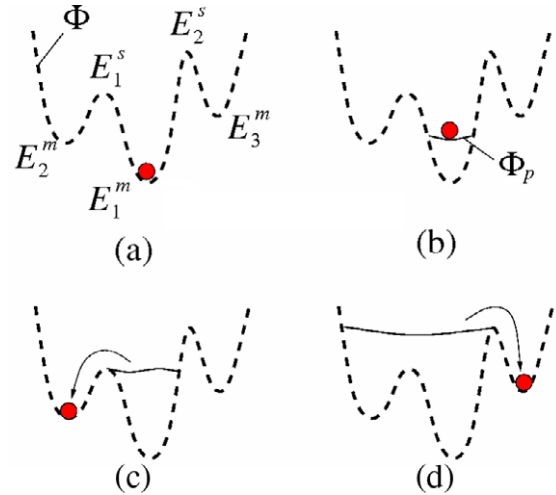 Φ
E_1^s
E_2^s
E_2^m
E_1^m
E_3^m
(a)
Φ_p
(b)
(c)
(d)